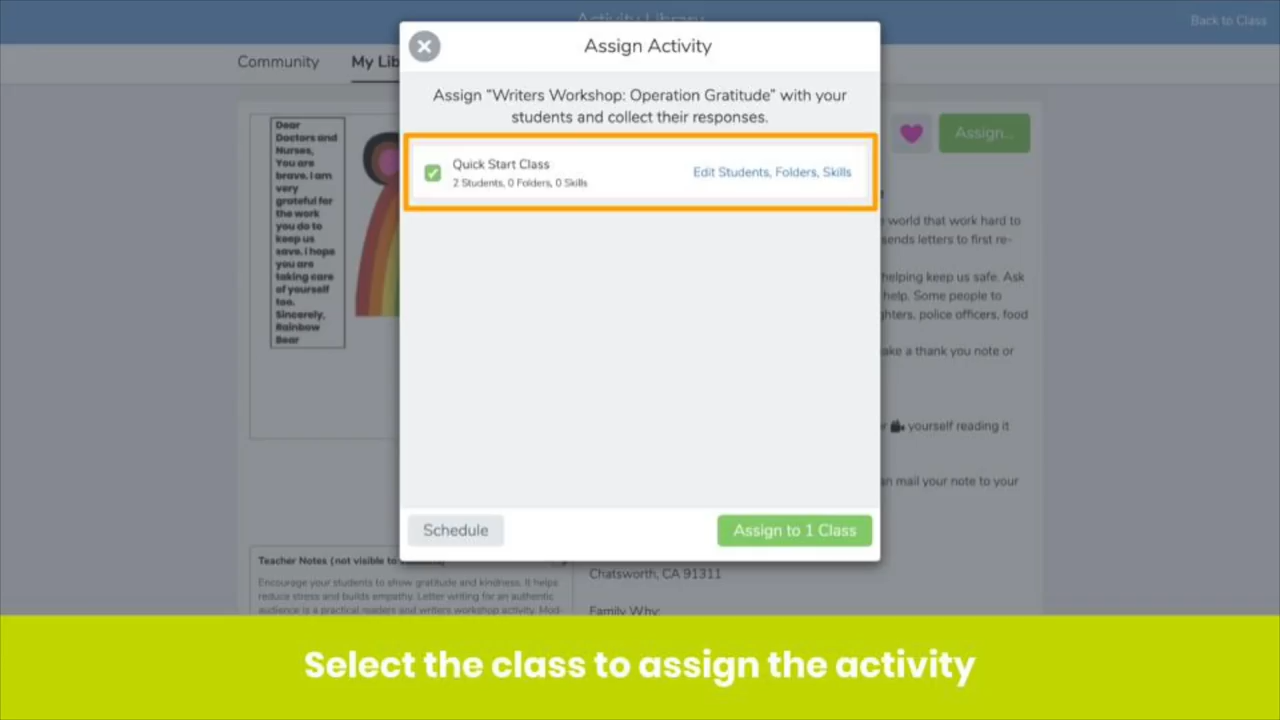 Activity Library
Back to Class
Community
My Lib
Assign Activity
Assign "Writers Workshop: Operation Gratitude" with your
students and collect their responses.
Quick Start Class
2 Students, 0 Folders, 0 Skills
Edit Students, Folders, Skills
Schedule
Assign to 1 Class
Dear
Doctors and
Nurses,
You are
brave. I am
very
grateful for
the work
you do to
keep us
save. I hope
you are
taking care
of yourself
too.
Sincerely,
Rainbow
Bear
Assign...
world that work hard to
sends letters to first re-
helping keep us safe. Ask
help. Some people to
ghters, police officers, food
ake a thank you note or
yourself reading it
an mail your note to your
Teacher Notes (not visible to
Encourage your students to show gratitude and kindness. It helps
reduce stress and builds empathy. Letter writing for an authentic
audience is a practical readers and writers workshop activity. Mod-
Chatsworth, CA 91311
Family Why:
Select the class to assign the activity